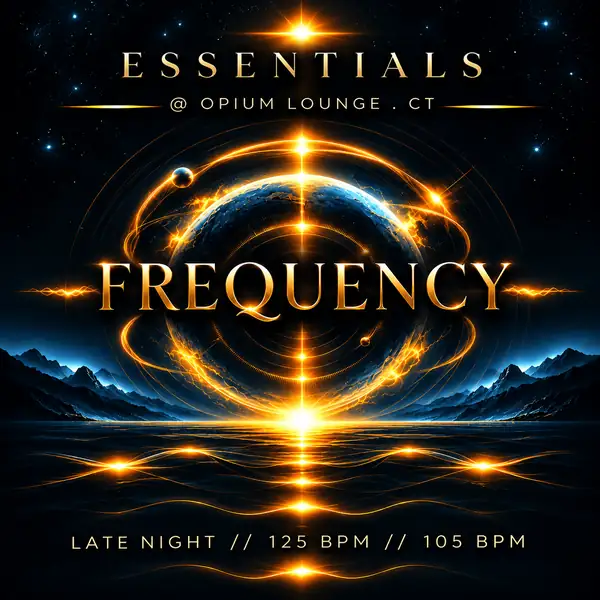 ESSENTIALS
@ OPIUM LOUNGE . CT
FREQUENCY
LATE NIGHT // 125 BPM // 105 BPM